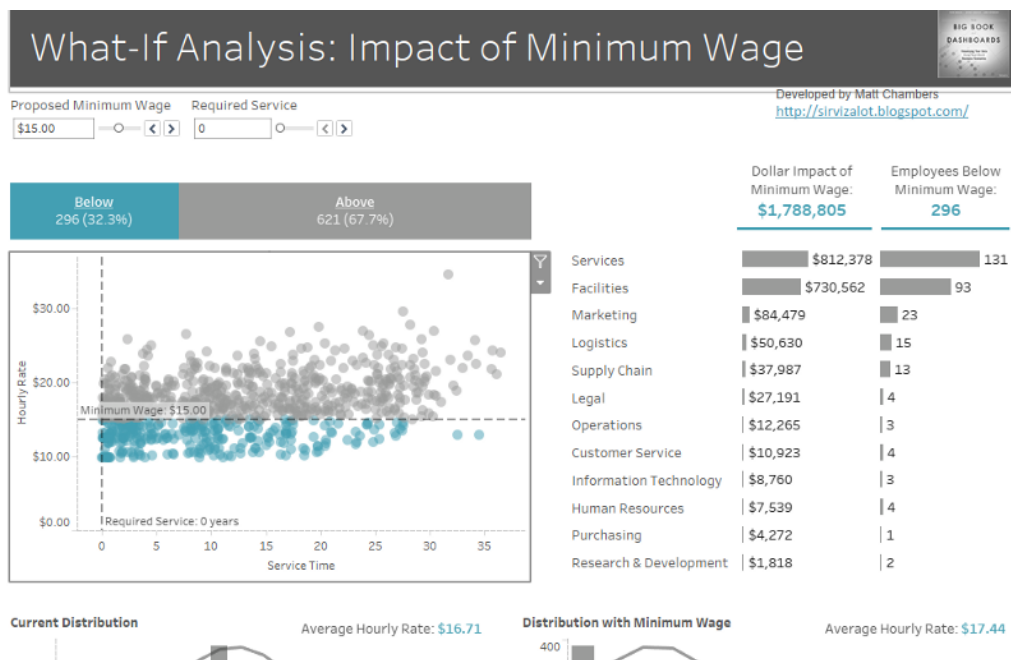 What-If Analysis: Impact of Minimum Wage
BIG BOOK
DASHBOARDS
Developed by Matt Chambers
http://sirvizalot.blogspot.com/
Proposed Minimum Wage Required Service
$15.00 0
Below
296 (32.3%)
Above
621 (67.7%)
Dollar Impact of
Minimum Wage:
$1,788,805
Employees Below
Minimum Wage:
296
Hourly Rate
$30.00
$20.00
Minimum Wage: $15.00
$10.00
$0.00
Required Service: 0 years
0 5 10 15 20 25 30 35
Service Time
Services $812,378 131
Facilities $730,562 93
Marketing $84,479 23
Logistics $50,630 15
Supply Chain $37,987 13
Legal $27,191 4
Operations $12,265 3
Customer Service $10,923 4
Information Technology $8,760 3
Human Resources $7,539 4
Purchasing $4,272 1
Research & Development $1,818 2
Current Distribution Average Hourly Rate: $16.71
Distribution with Minimum Wage Average Hourly Rate: $17.44
400